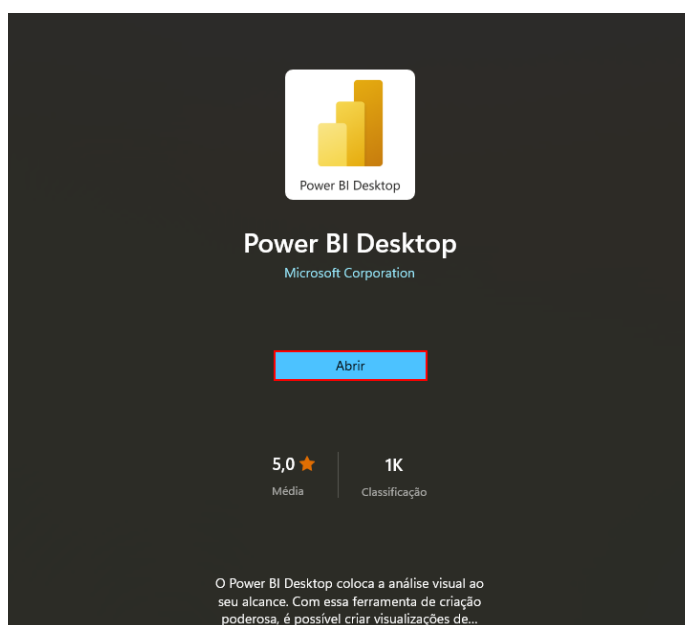 Power BI Desktop
Power BI Desktop
Microsoft Corporation
Abrir
5,0
1K
Média
Classificação
O Power BI Desktop coloca a análise visual ao
seu alcance. Com essa ferramenta de criação
poderosa, é possível criar visualizações de...